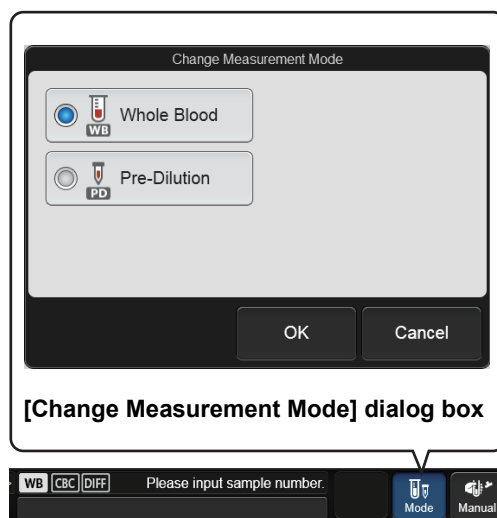 Change Measurement Mode
WB
Whole Blood
PD
Pre-Dilution
OK
Cancel
[Change Measurement Mode] dialog box
WB CBC DIFF Please input sample number.
Mode
Manual